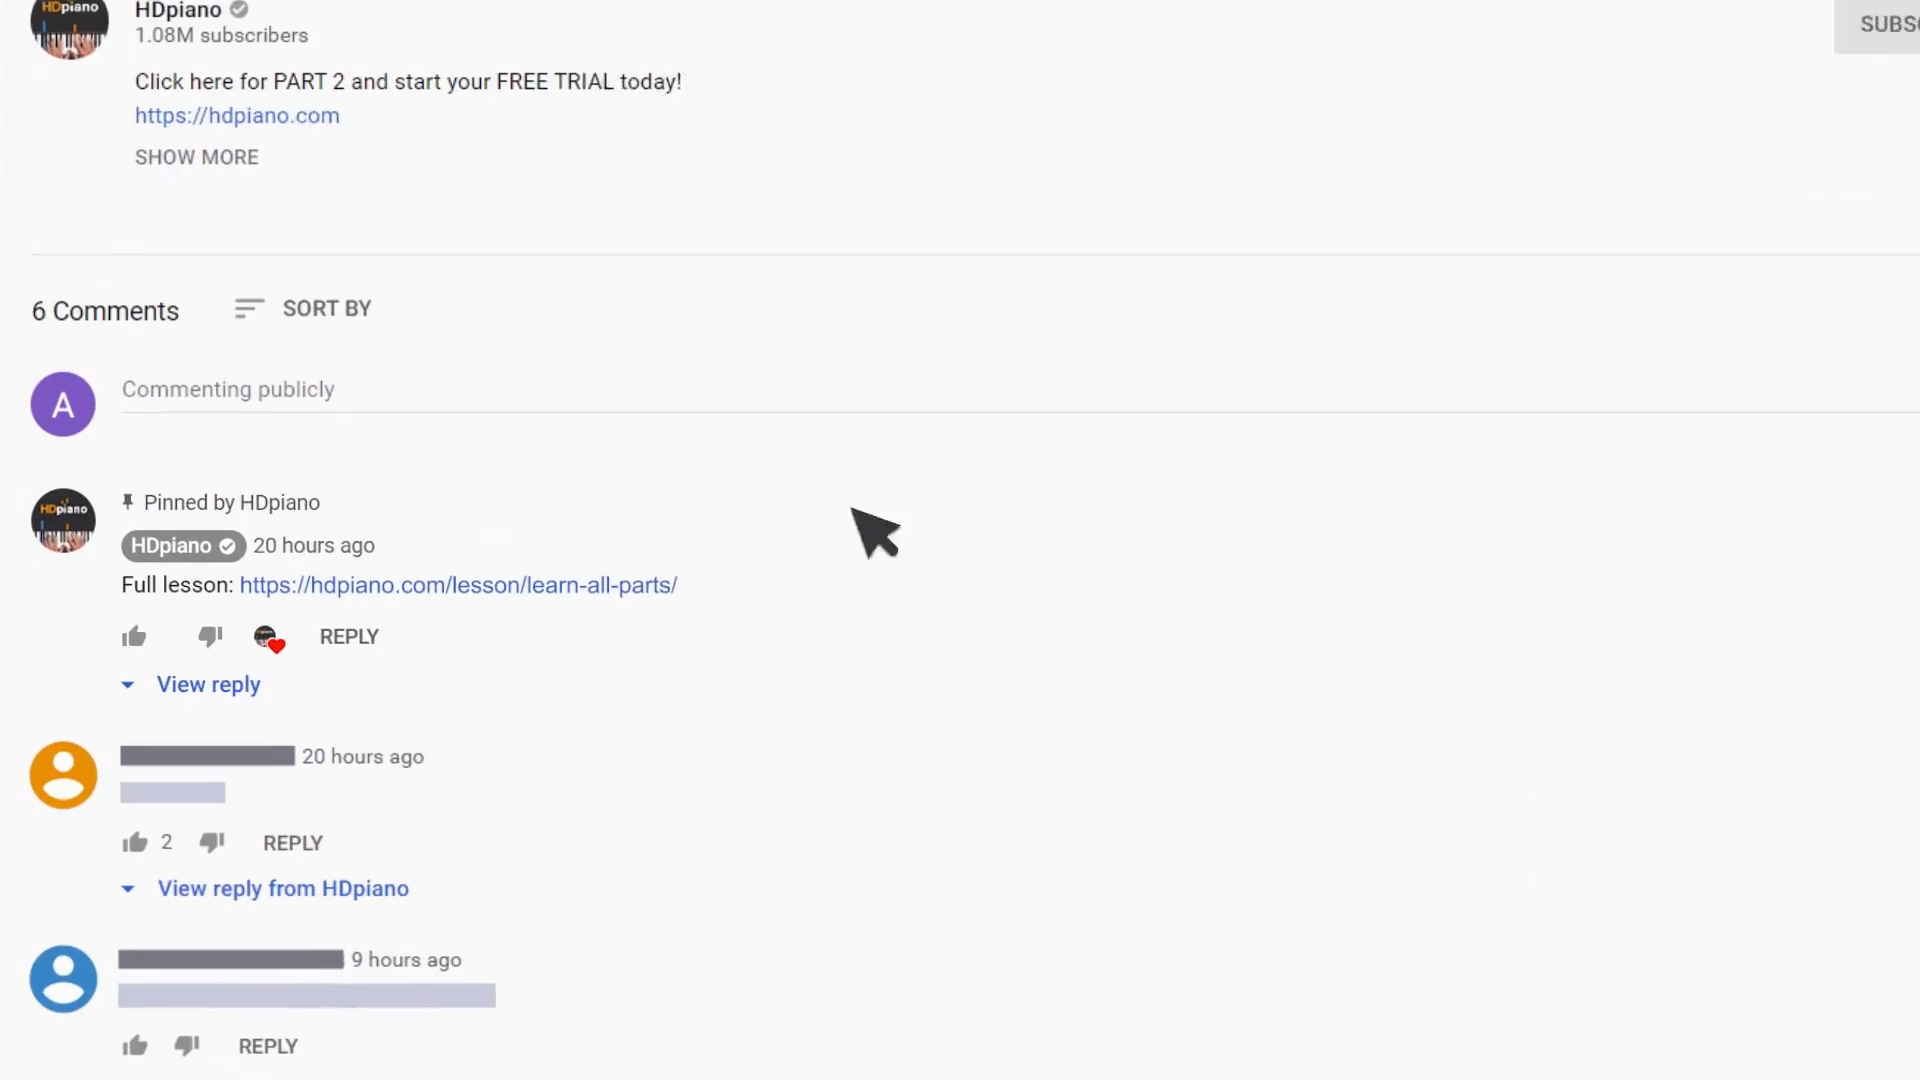 HDpiano
HDpiano
1.08M subscribers
SUBS
Click here for PART 2 and start your FREE TRIAL today!
https://hdpiano.com
SHOW MORE
6 Comments
SORT BY
A
Commenting publicly
HDpiano
Pinned by HDpiano
HDpiano
20 hours ago
Full lesson: https://hdpiano.com/lesson/learn-all-parts/
REPLY
View reply
20 hours ago
2
REPLY
View reply from HDpiano
9 hours ago
REPLY